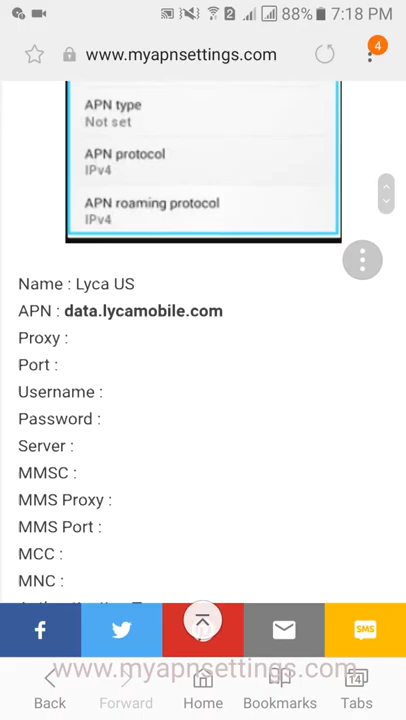 88% 7:18 PM
www.myapnsettings.com
4
APN type
Not set
APN protocol
IPv4
APN roaming protocol
IPv4
Name : Lyca US
APN : data.lycamobile.com
Proxy :
Port :
Username :
Password :
Server :
MMSC :
MMS Proxy :
MMS Port :
MCC :
MNC :
SMS
www.myapnsettings.com
14
Back Forward Home Bookmarks Tabs